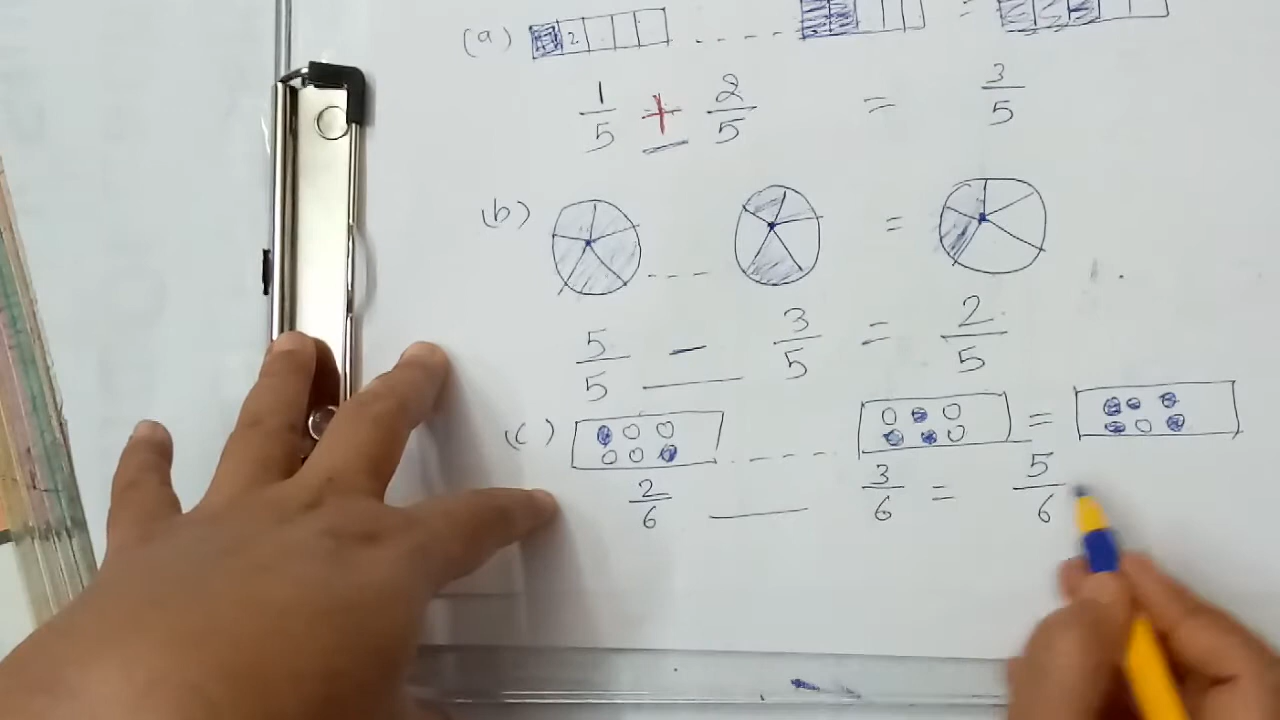 (a) 2 - - - - - =
1/5 + 2/5 = 3/5
(b) - - - =
5/5 - 3/5 = 2/5
(c) - - - - - =
2/6 ___ 3/6 = 5/6